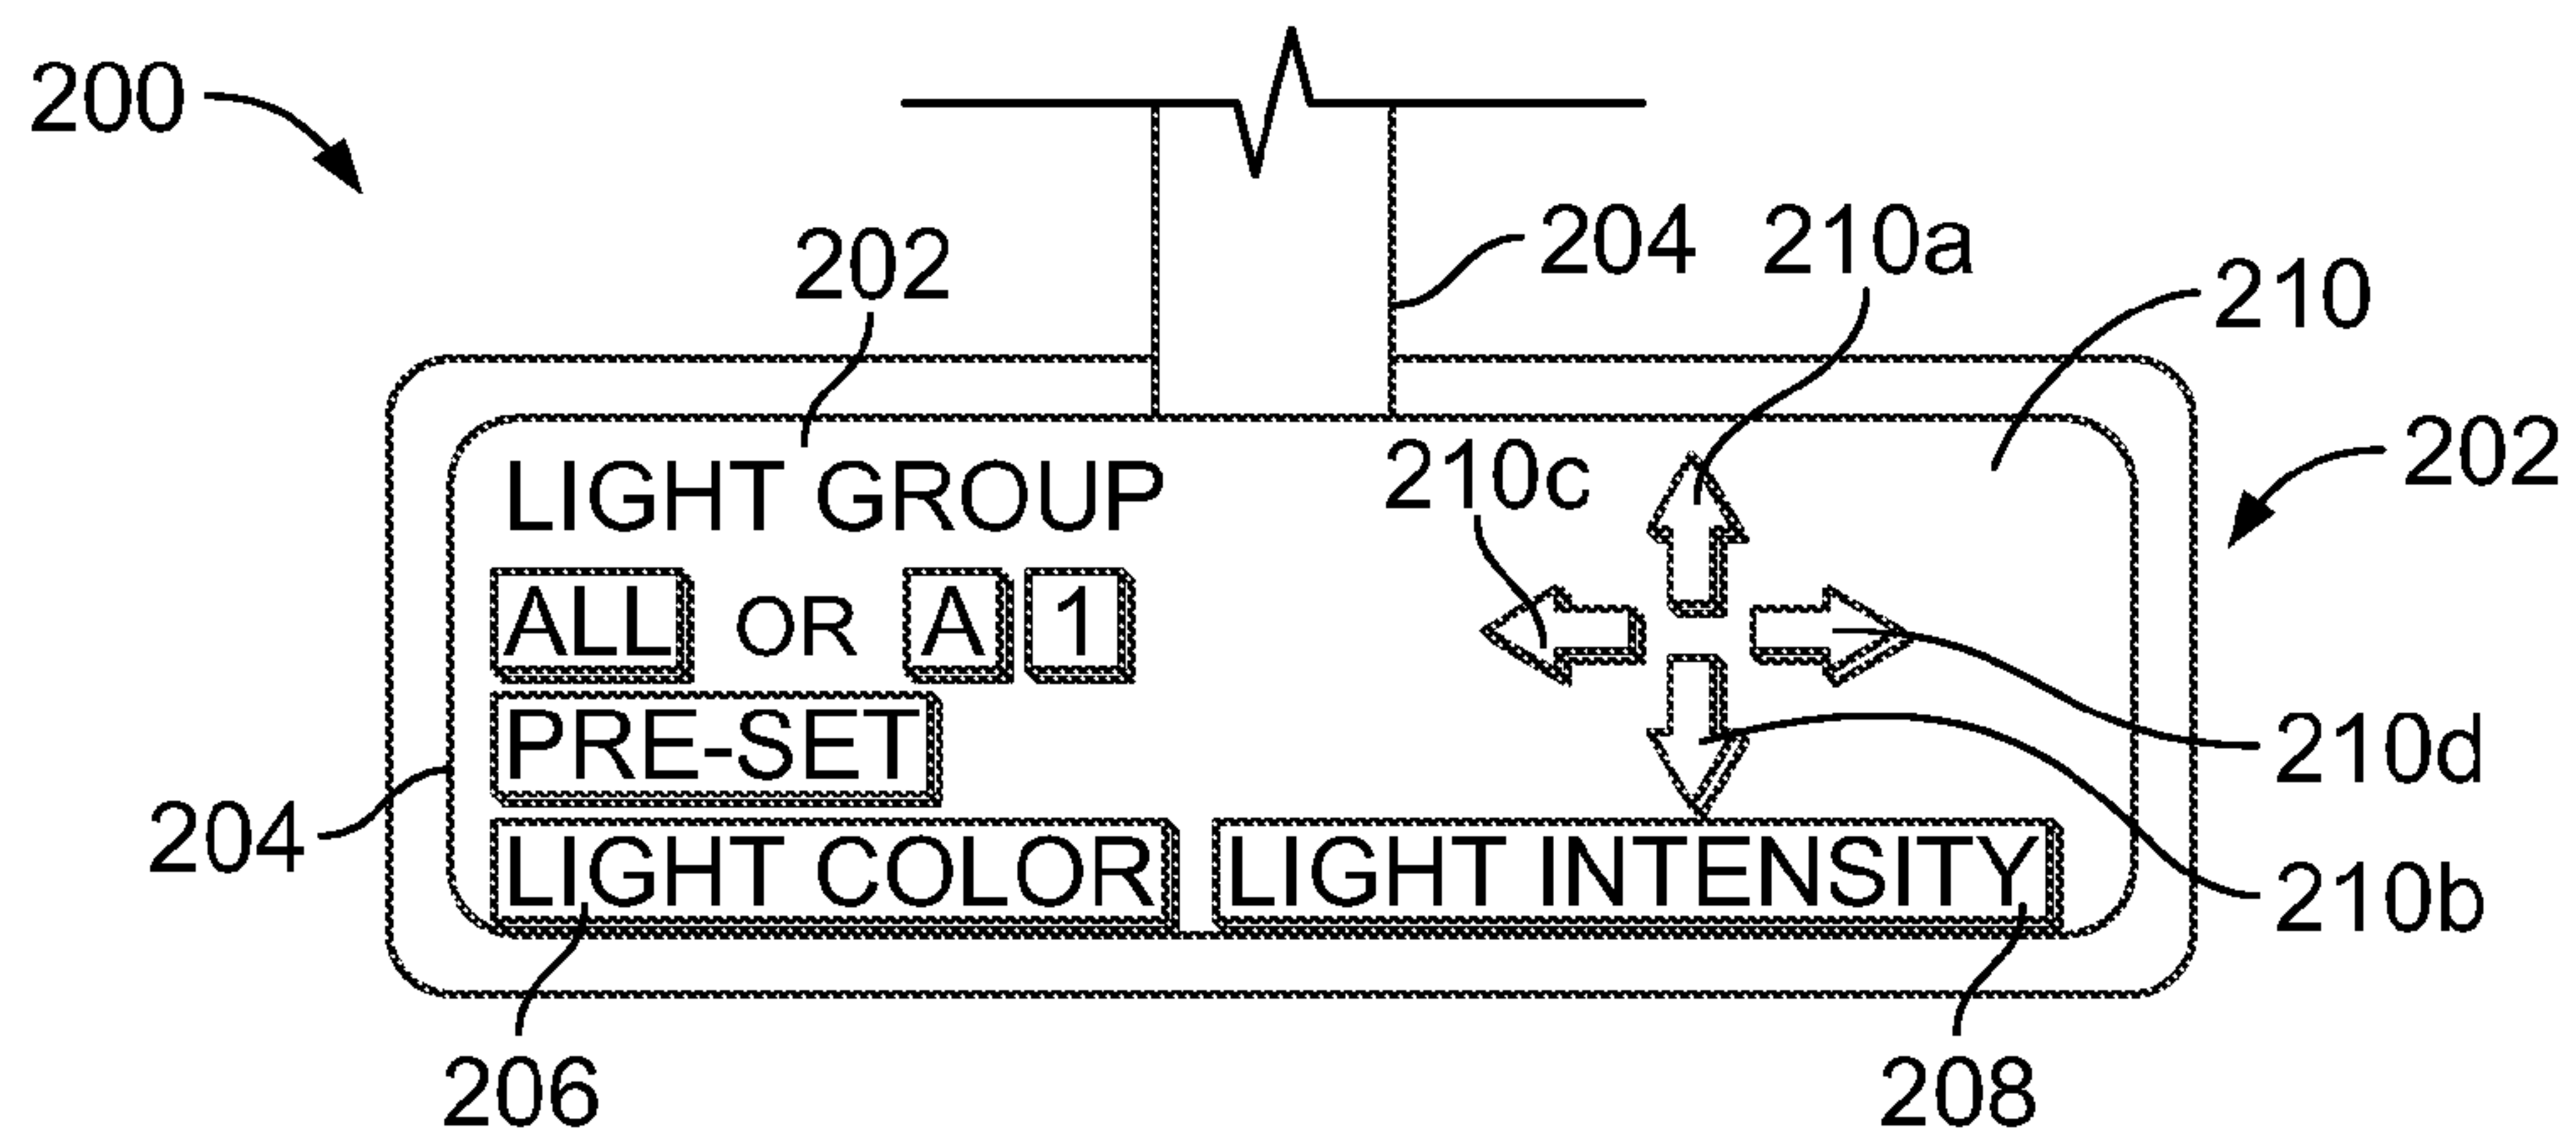 200
202
204
210a
210
LIGHT GROUP
210c
202
ALL OR A 1
PRE-SET
210d
204
LIGHT COLOR
LIGHT INTENSITY
210b
206
208